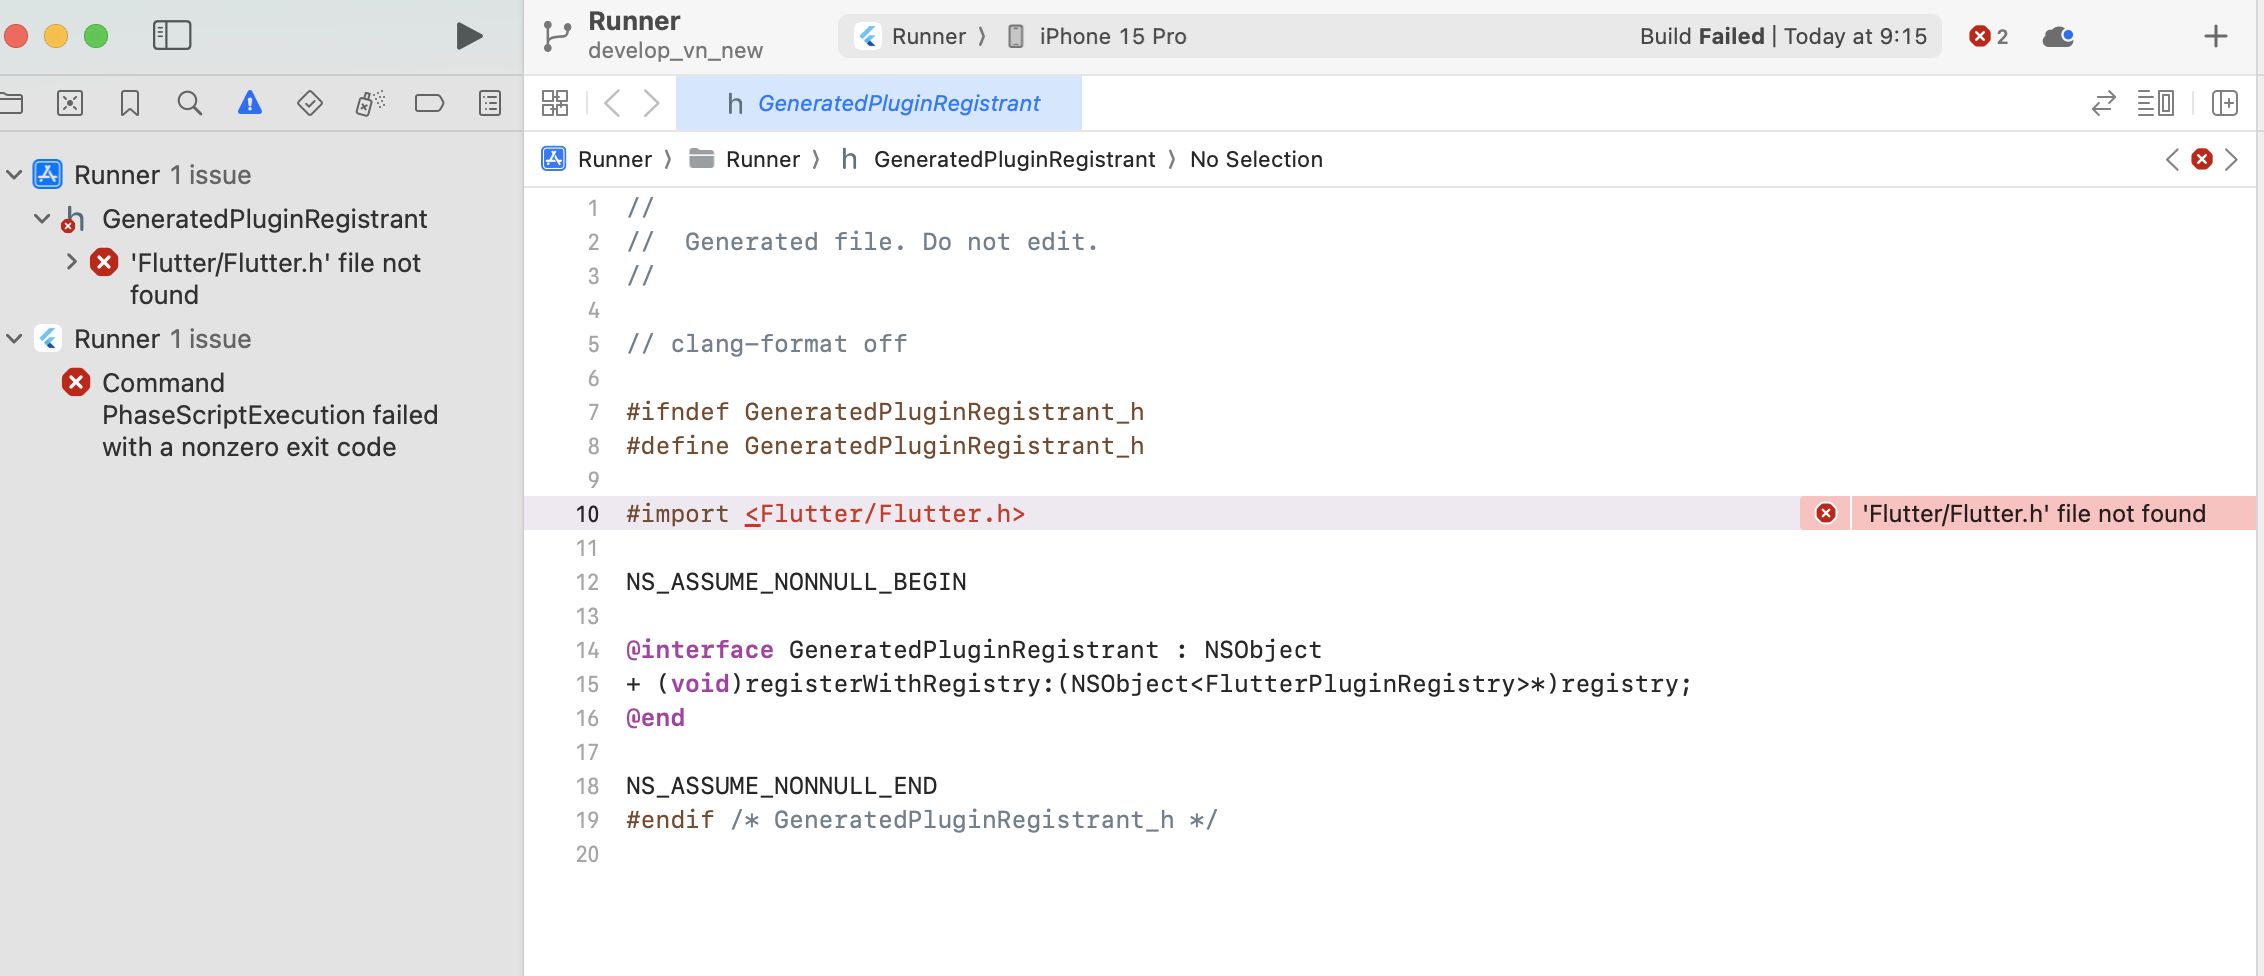 Runner
develop_vn_new
Runner
iPhone 15 Pro
Build Failed | Today at 9:15
2
h GeneratedPluginRegistrant
Runner
Runner
h GeneratedPluginRegistrant
No Selection
Runner 1 issue
h GeneratedPluginRegistrant
'Flutter/Flutter.h' file not
found
Runner 1 issue
Command
PhaseScriptExecution failed
with a nonzero exit code
1 //
2 //  Generated file. Do not edit.
3 //
4
5 // clang-format off
6
7 #ifndef GeneratedPluginRegistrant_h
8 #define GeneratedPluginRegistrant_h
9
10 #import <Flutter/Flutter.h>
'Flutter/Flutter.h' file not found
11
12 NS_ASSUME_NONNULL_BEGIN
13
14 @interface GeneratedPluginRegistrant : NSObject
15 + (void)registerWithRegistry:(NSObject<FlutterPluginRegistry>*)registry;
16 @end
17
18 NS_ASSUME_NONNULL_END
19 #endif /* GeneratedPluginRegistrant_h */
20